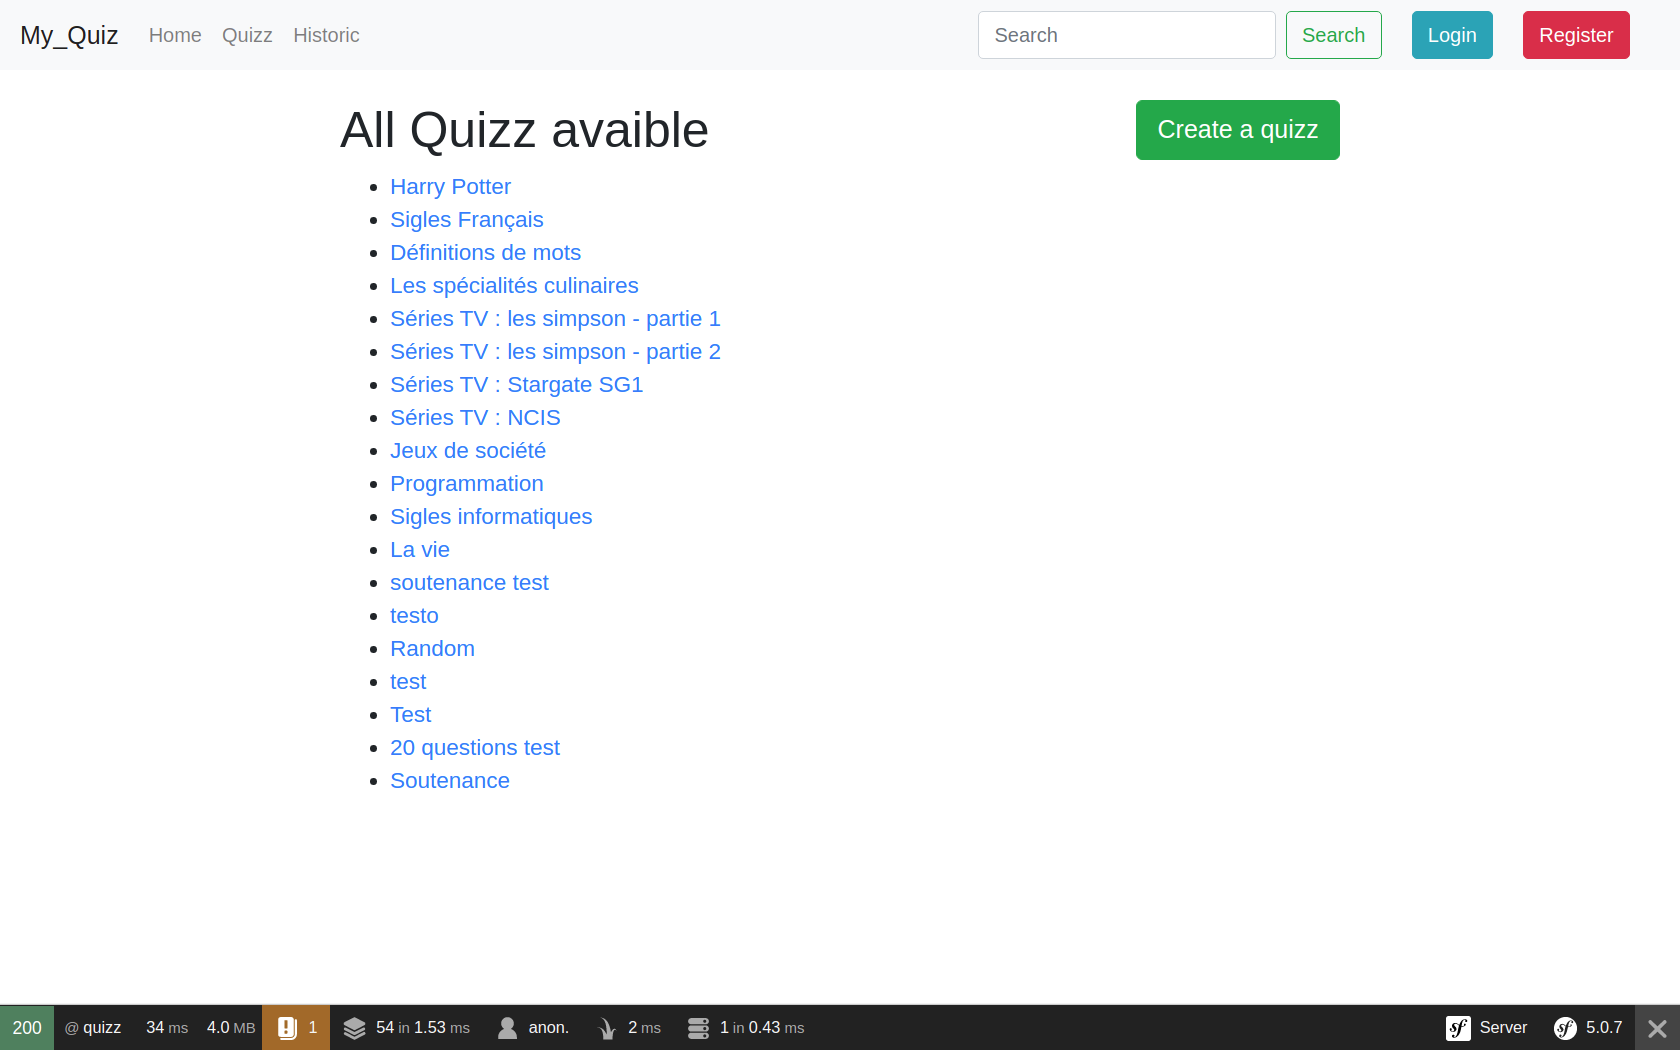 My_Quiz Home Quizz Historic Search Search Login Register
All Quizz avaible Create a quizz
Harry Potter
Sigles Français
Définitions de mots
Les spécialités culinaires
Séries TV : les simpson - partie 1
Séries TV : les simpson - partie 2
Séries TV : Stargate SG1
Séries TV : NCIS
Jeux de société
Programmation
Sigles informatiques
La vie
soutenance test
testo
Random
test
Test
20 questions test
Soutenance
200 @ quizz 34 ms 4.0 MB 1 54 in 1.53 ms anon. 2 ms 1 in 0.43 ms sf Server sf 5.0.7